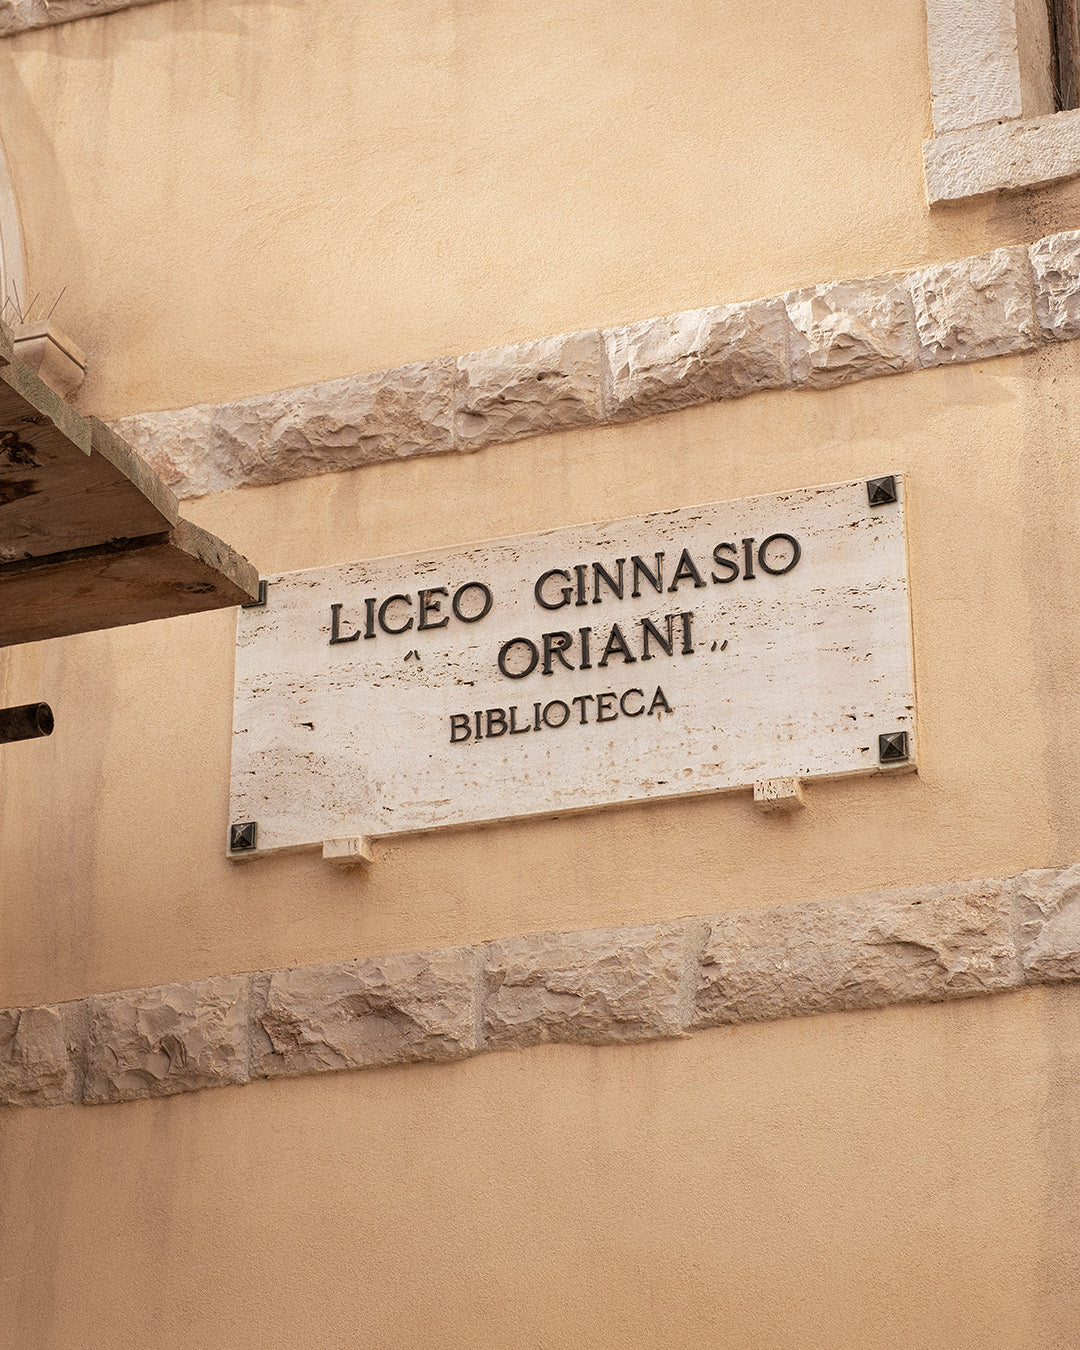 LICEO GINNASIO
“ ORIANI „
BIBLIOTECA